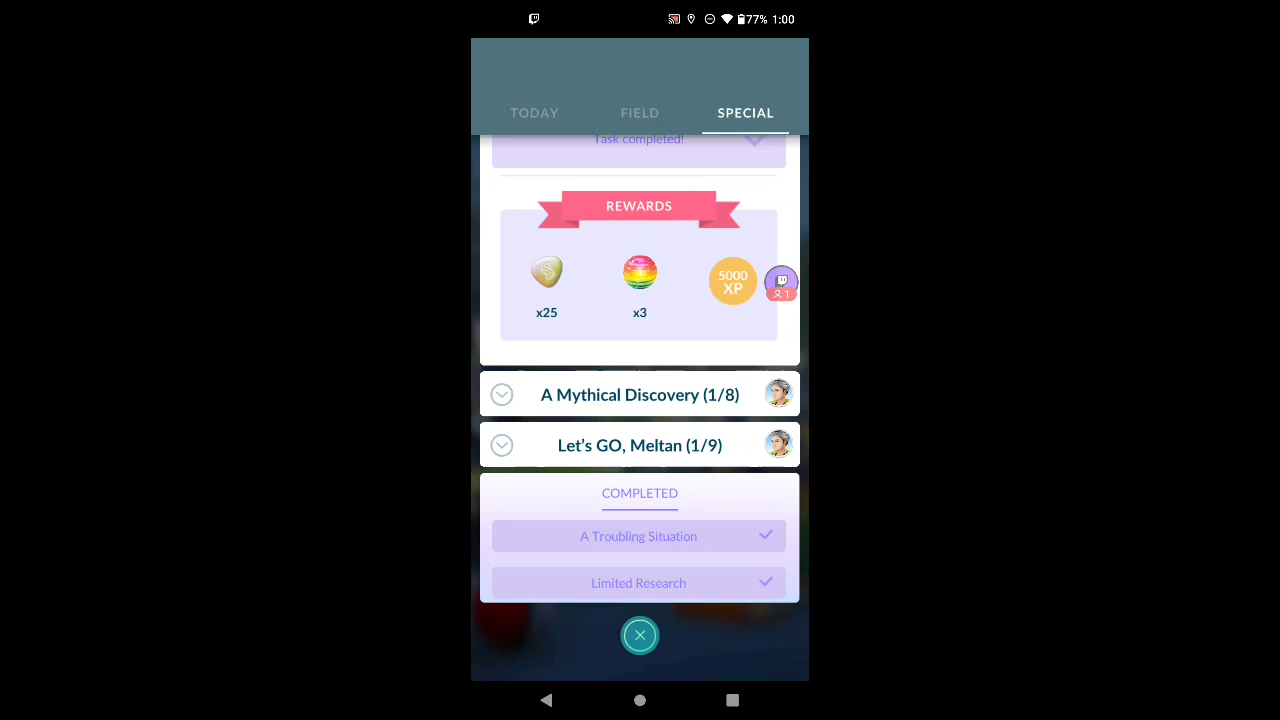 77% 1:00
TODAY FIELD SPECIAL
Task completed!
REWARDS
5000
XP
1
x25 x3
A Mythical Discovery (1/8)
Let’s GO, Meltan (1/9)
COMPLETED
A Troubling Situation
Limited Research